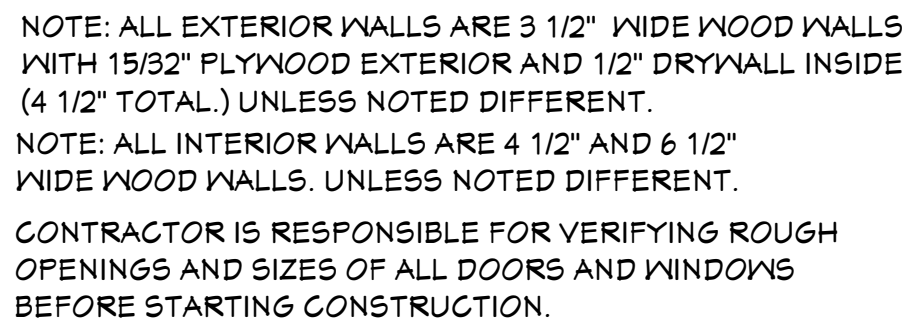 NOTE: ALL EXTERIOR WALLS ARE 3 1/2" WIDE WOOD WALLS
WITH 15/32" PLYWOOD EXTERIOR AND 1/2" DRYWALL INSIDE
(4 1/2" TOTAL.) UNLESS NOTED DIFFERENT.
NOTE: ALL INTERIOR WALLS ARE 4 1/2" AND 6 1/2"
WIDE WOOD WALLS. UNLESS NOTED DIFFERENT.
CONTRACTOR IS RESPONSIBLE FOR VERIFYING ROUGH
OPENINGS AND SIZES OF ALL DOORS AND WINDOWS
BEFORE STARTING CONSTRUCTION.